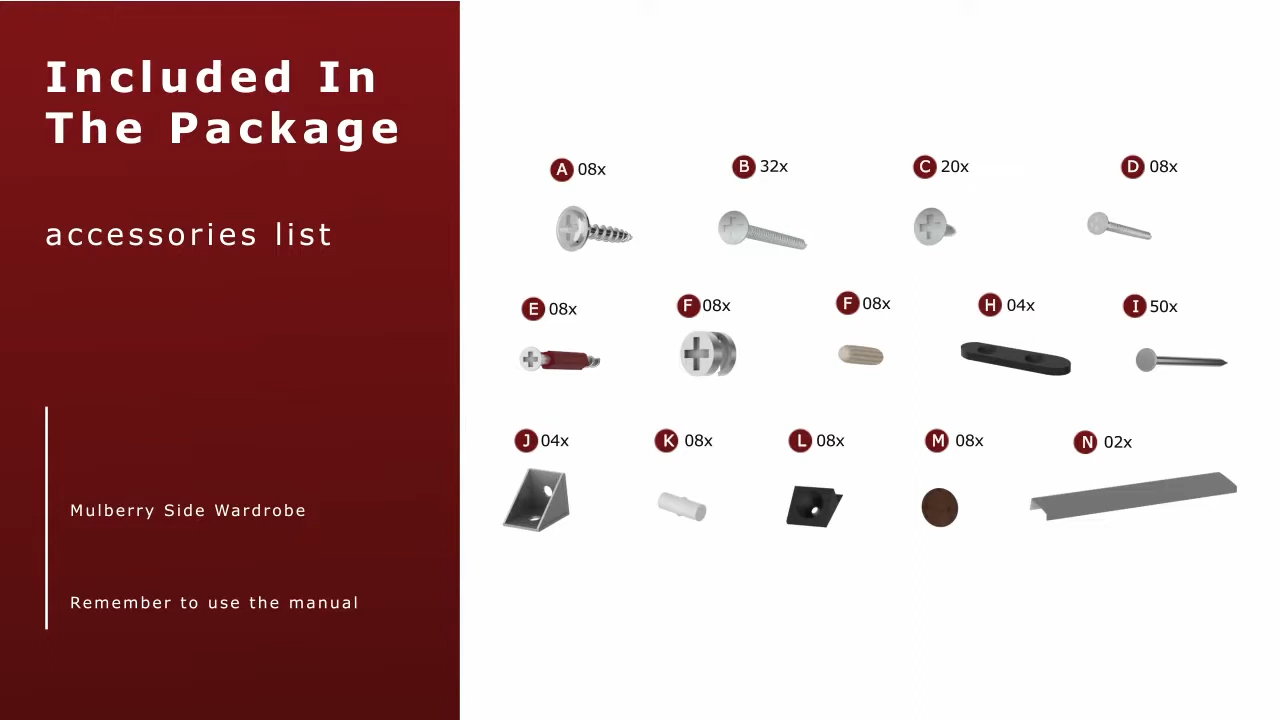 Included In
The Package
accessories list
Mulberry Side Wardrobe
Remember to use the manual
A 08x
B 32x
C 20x
D 08x
E 08x
F 08x
F 08x
H 04x
I 50x
J 04x
K 08x
L 08x
M 08x
N 02x